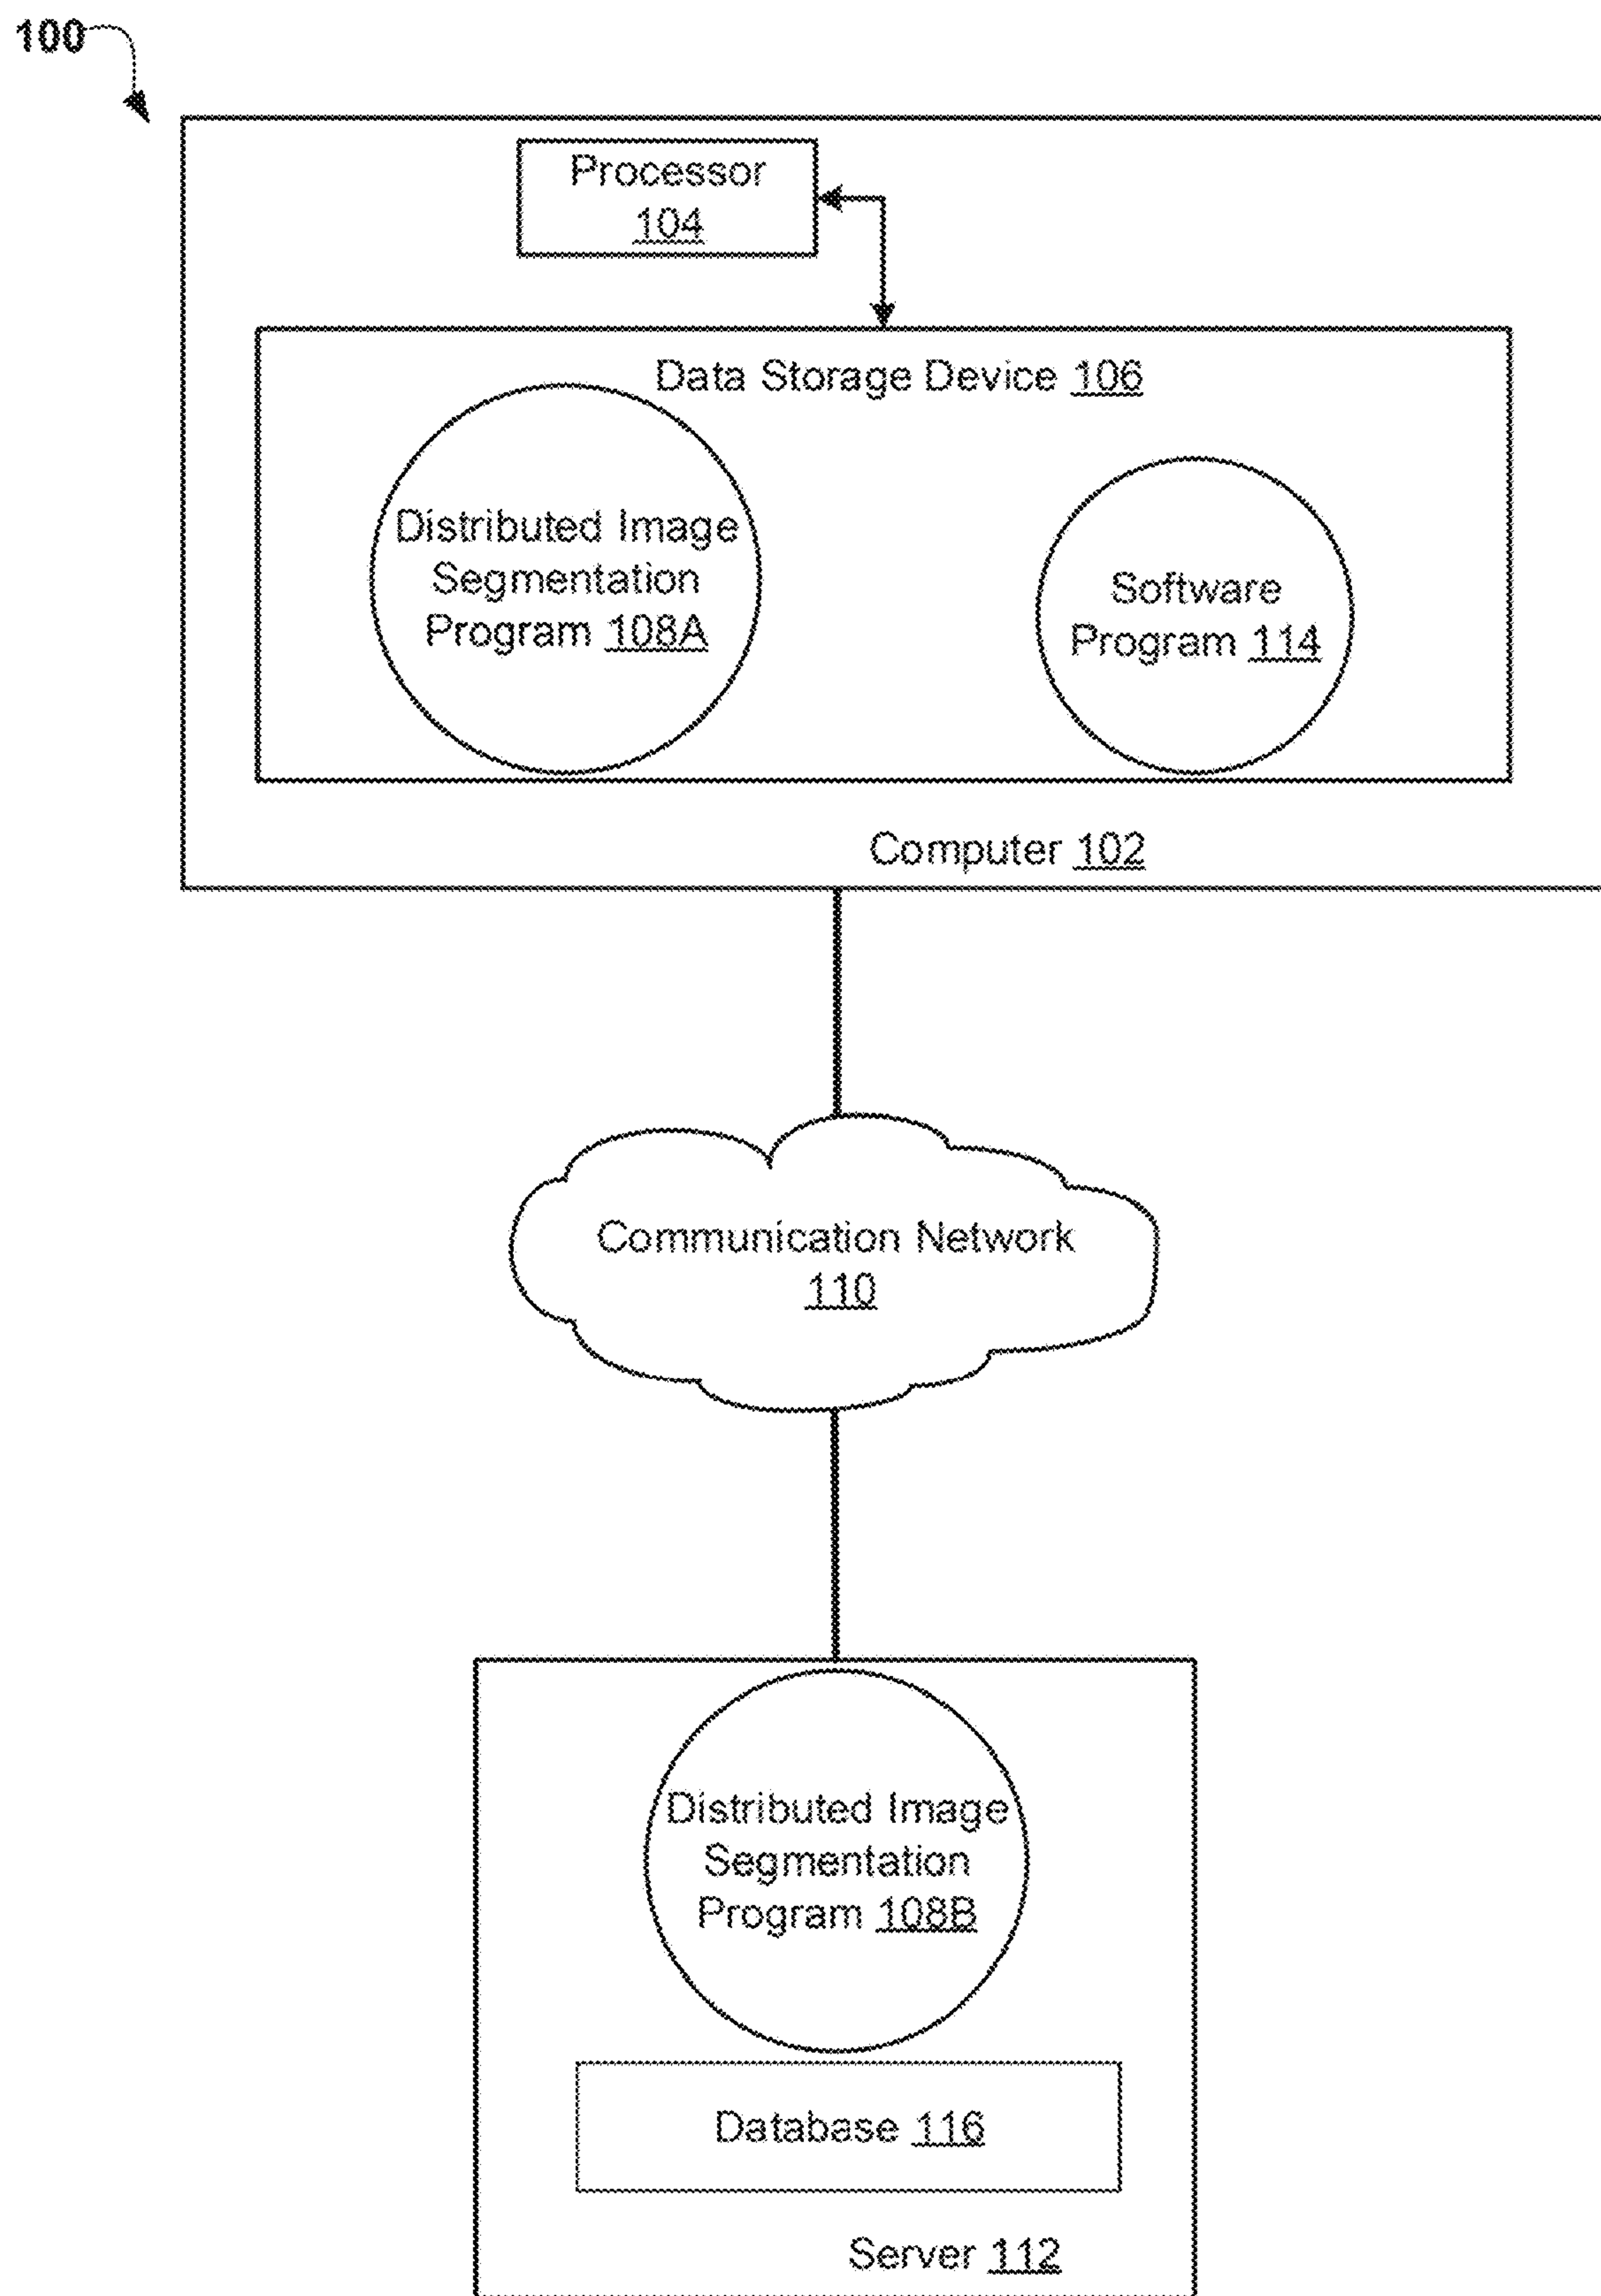 100
Processor
104
Data Storage Device 106
Distributed Image
Segmentation
Program 108A
Software
Program 114
Computer 102
Communication Network
110
Distributed Image
Segmentation
Program 108B
Database 116
Server 112